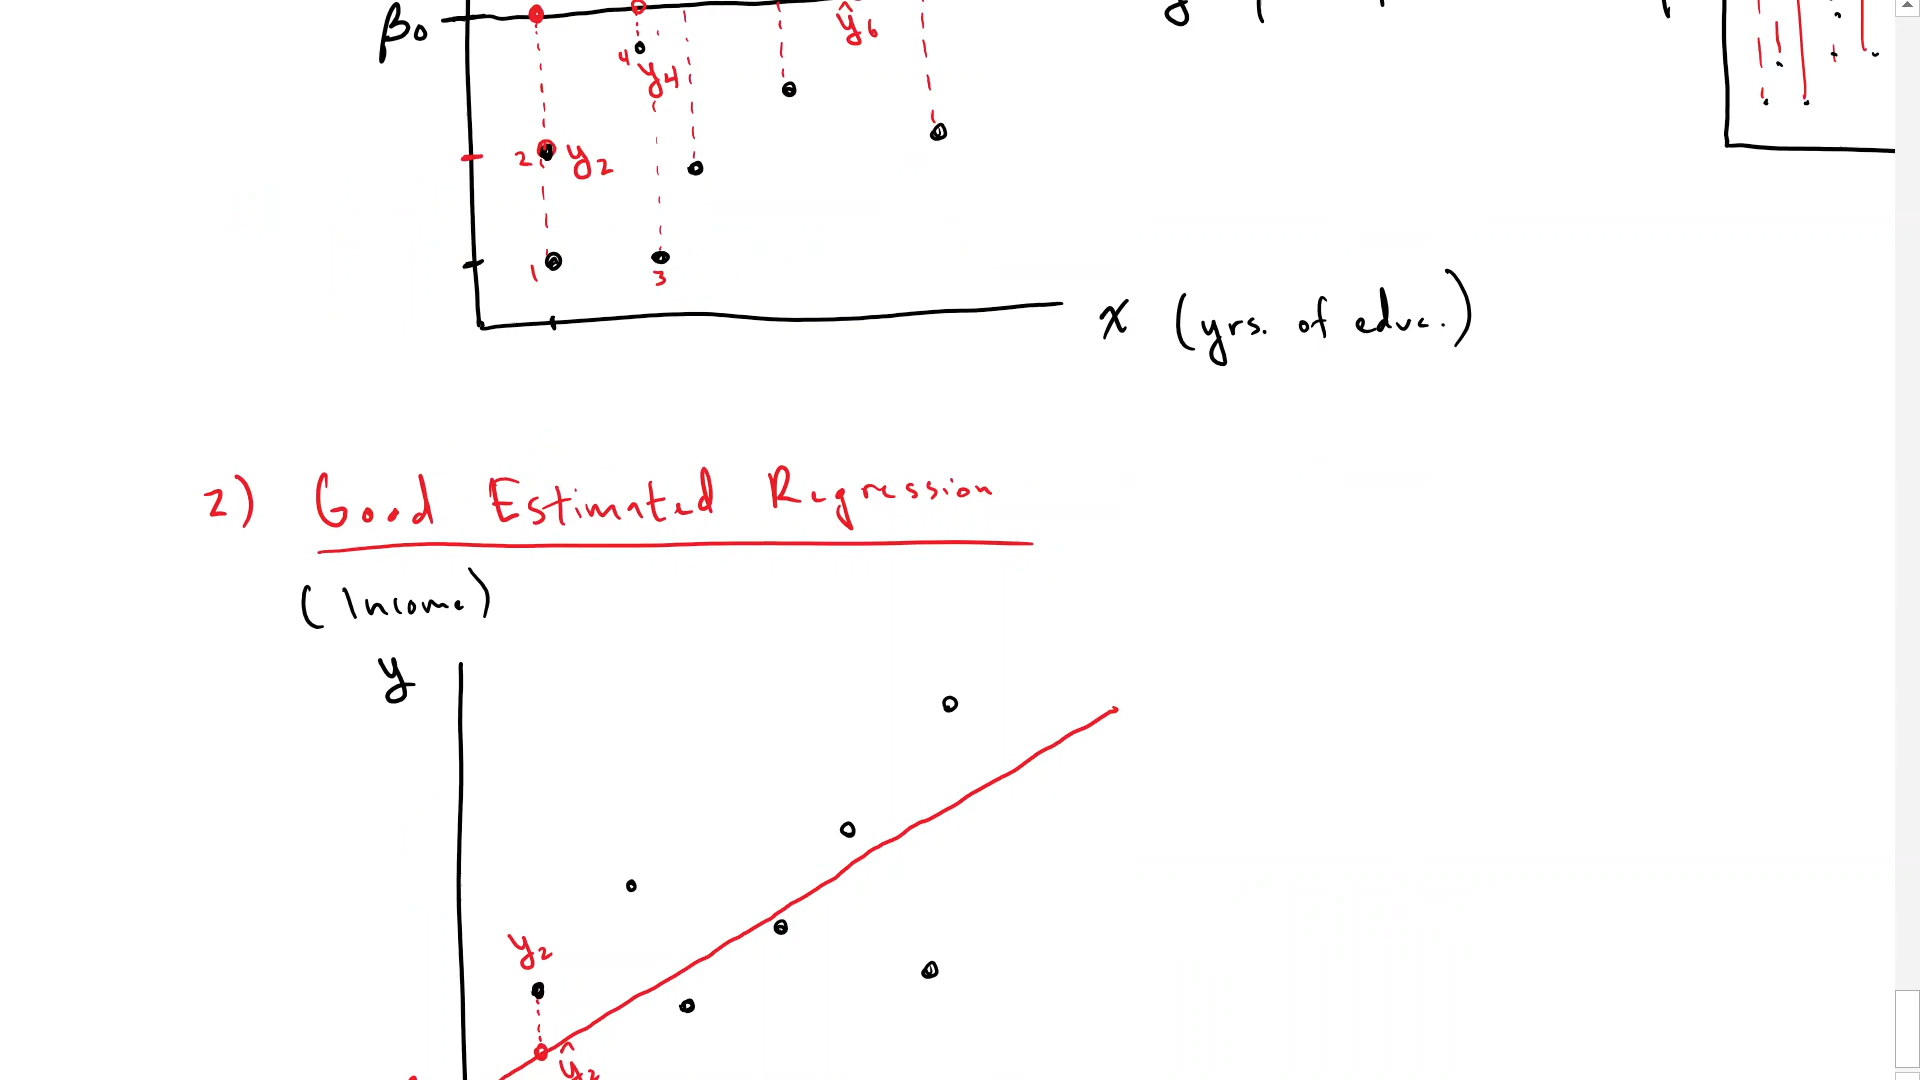 β₀
ŷ₆
4
y₄
2 y₂
1
3
x (yrs. of educ.)
2) Good Estimated Regression
(Income)
y
y₂
ŷ₂